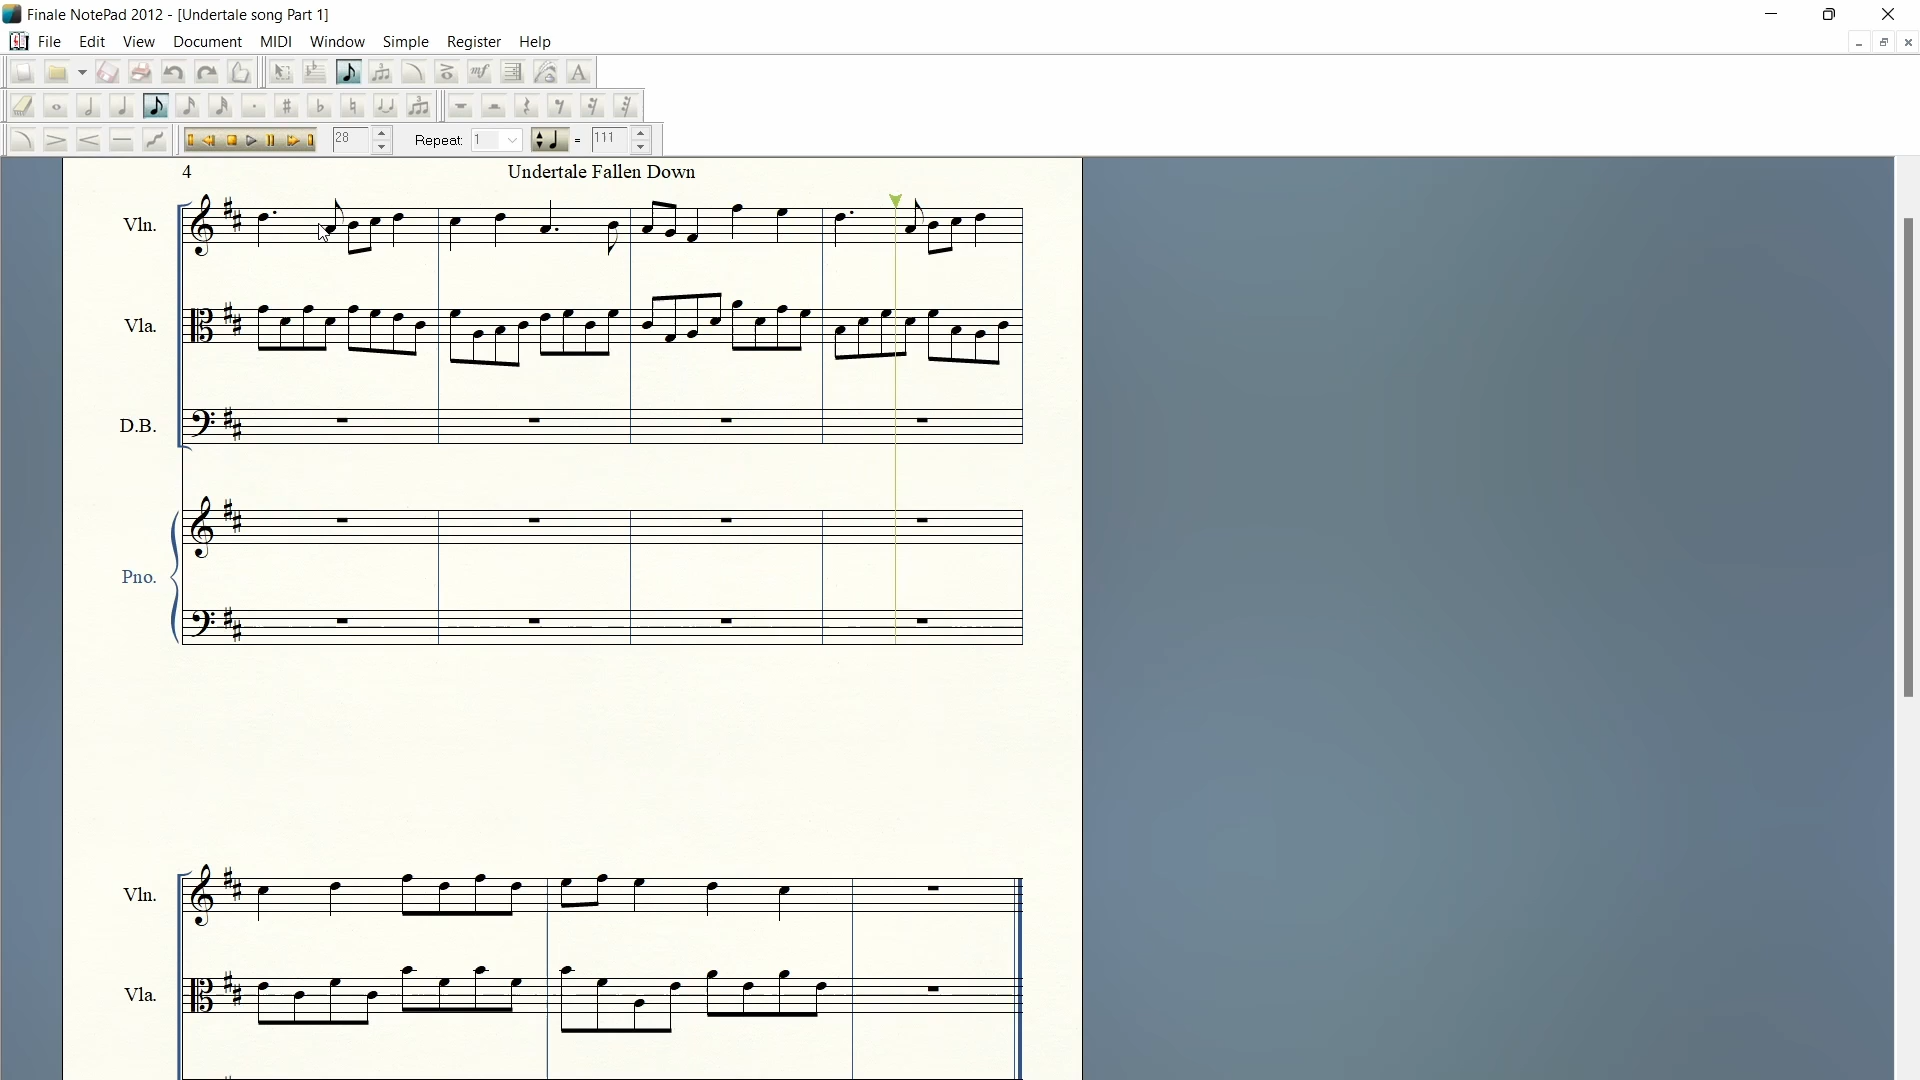 Finale NotePad 2012 - [Undertale song Part 1]
File Edit View Document MIDI Window Simple Register Help
mf A
28 Repeat: 1 = 111
4 Undertale Fallen Down
Vln.
Vla.
D.B.
Pno.
Vln.
Vla.